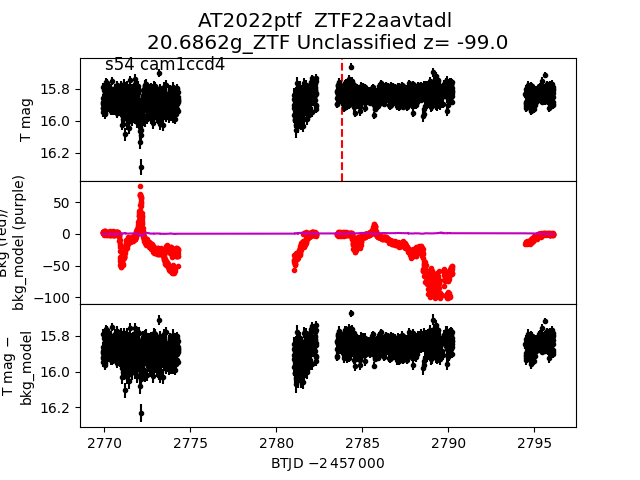 AT2022ptf  ZTF22aavtadl
20.6862g_ZTF Unclassified z= -99.0
s54 cam1ccd4
T mag
15.8
16.0
16.2
bkg_model (purple)
50
0
−50
−100
T mag −
bkg_model
15.8
16.0
16.2
2770
2775
2780
2785
2790
2795
BTJD −2 457 000